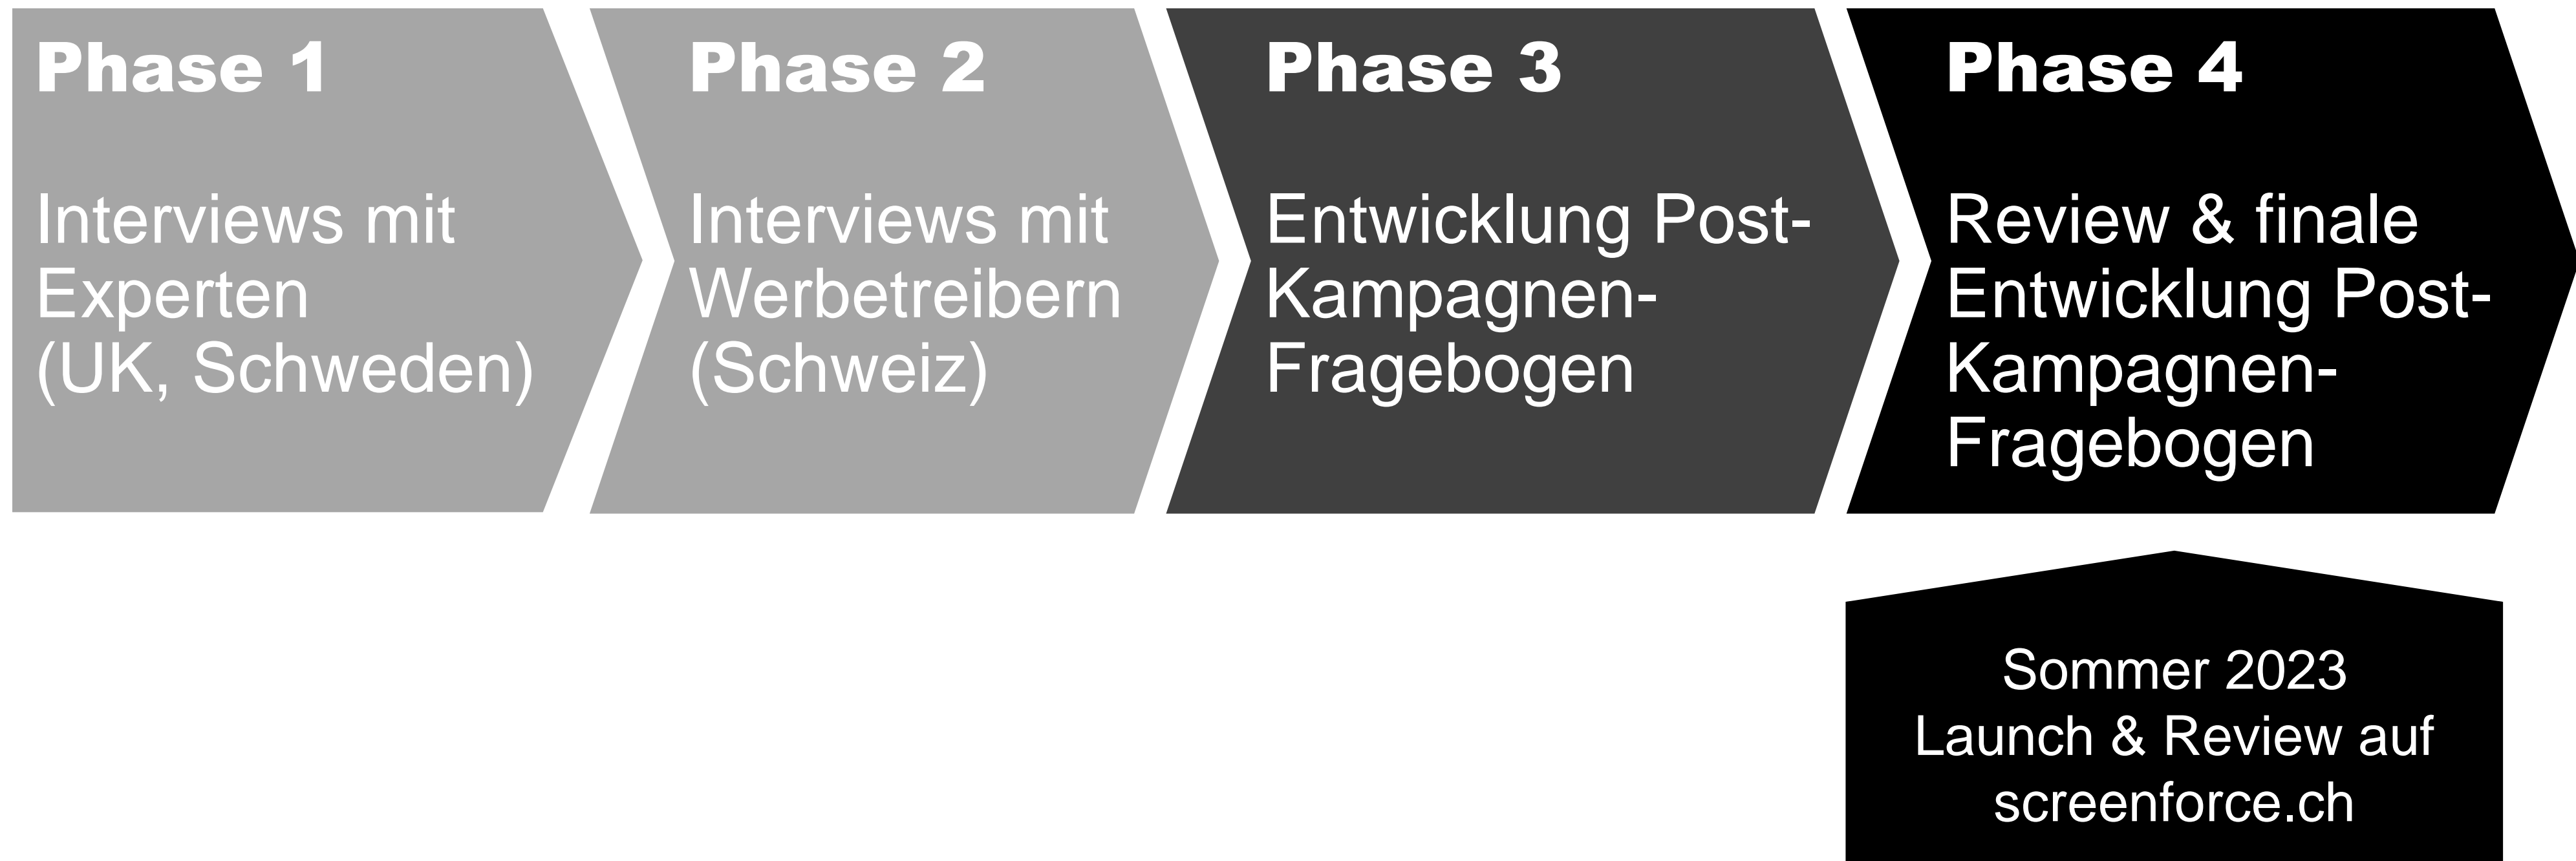 Phase 1
Interviews mit
Experten
(UK, Schweden)
Phase 2
Interviews mit
Werbetreibern
(Schweiz)
Phase 3
Entwicklung Post-
Kampagnen-
Fragebogen
Phase 4
Review & finale
Entwicklung Post-
Kampagnen-
Fragebogen
Sommer 2023
Launch & Review auf
screenforce.ch